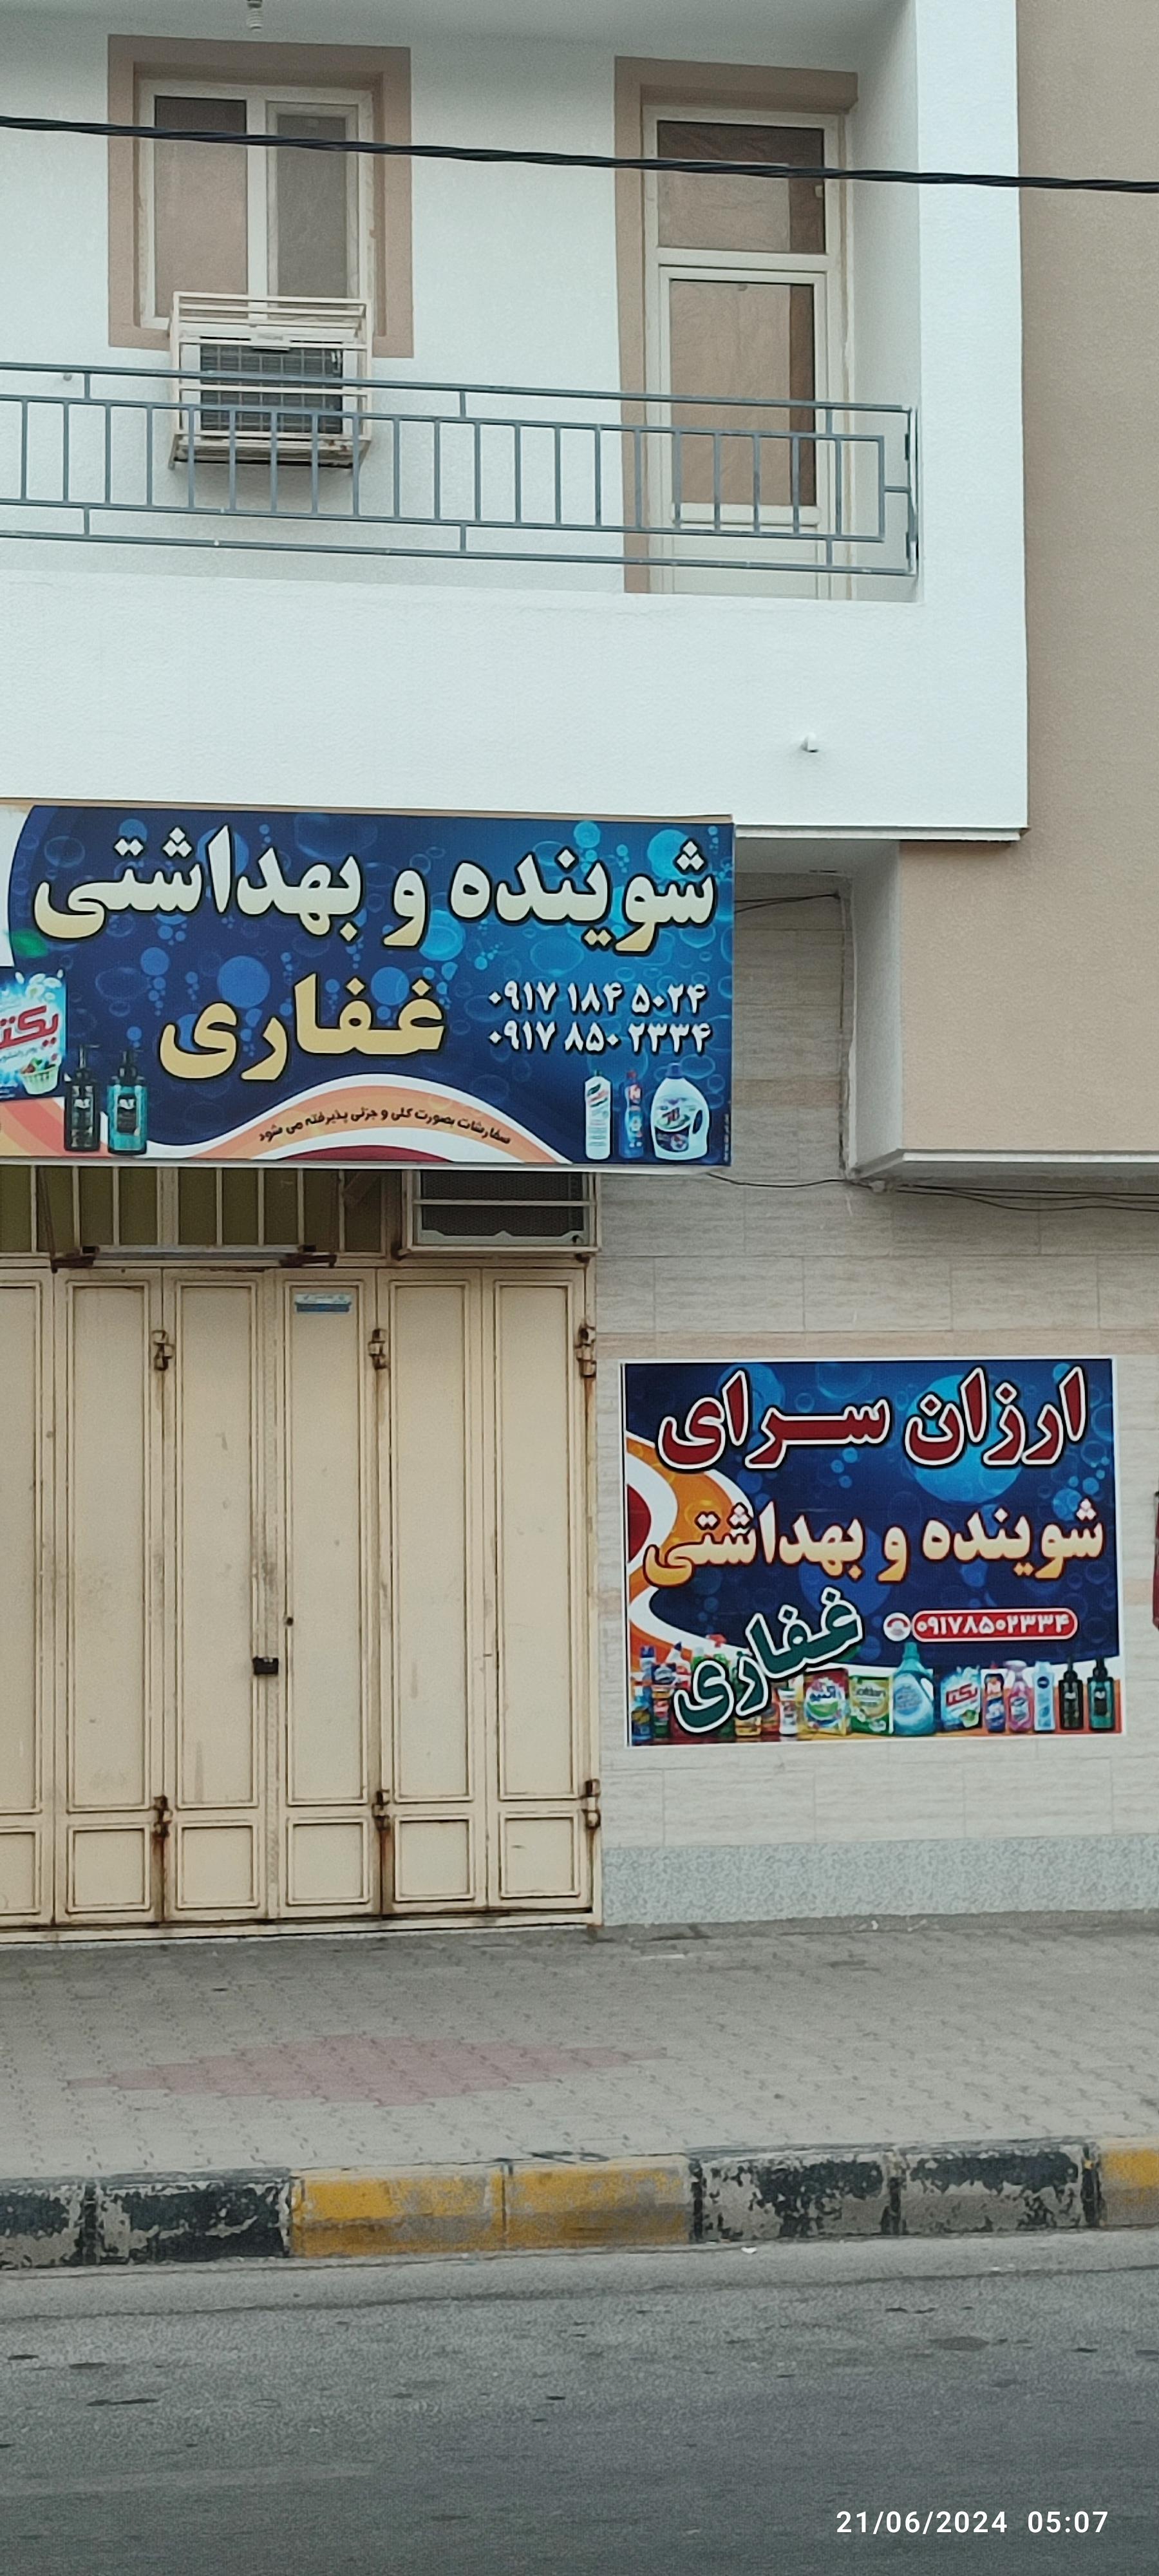 شوینده و بهداشتی
غفاری
۰۹۱۷ ۱۸۴ ۵۰۲۴
۰۹۱۷ ۸۵۰ ۲۳۳۴
سفارشات بصورت کلی و جزئی پذیرفته می شود
ارزان سرای
شوینده و بهداشتی
غفاری
۰۹۱۷۸۵۰۲۳۳۴
یکتا
21/06/2024 05:07